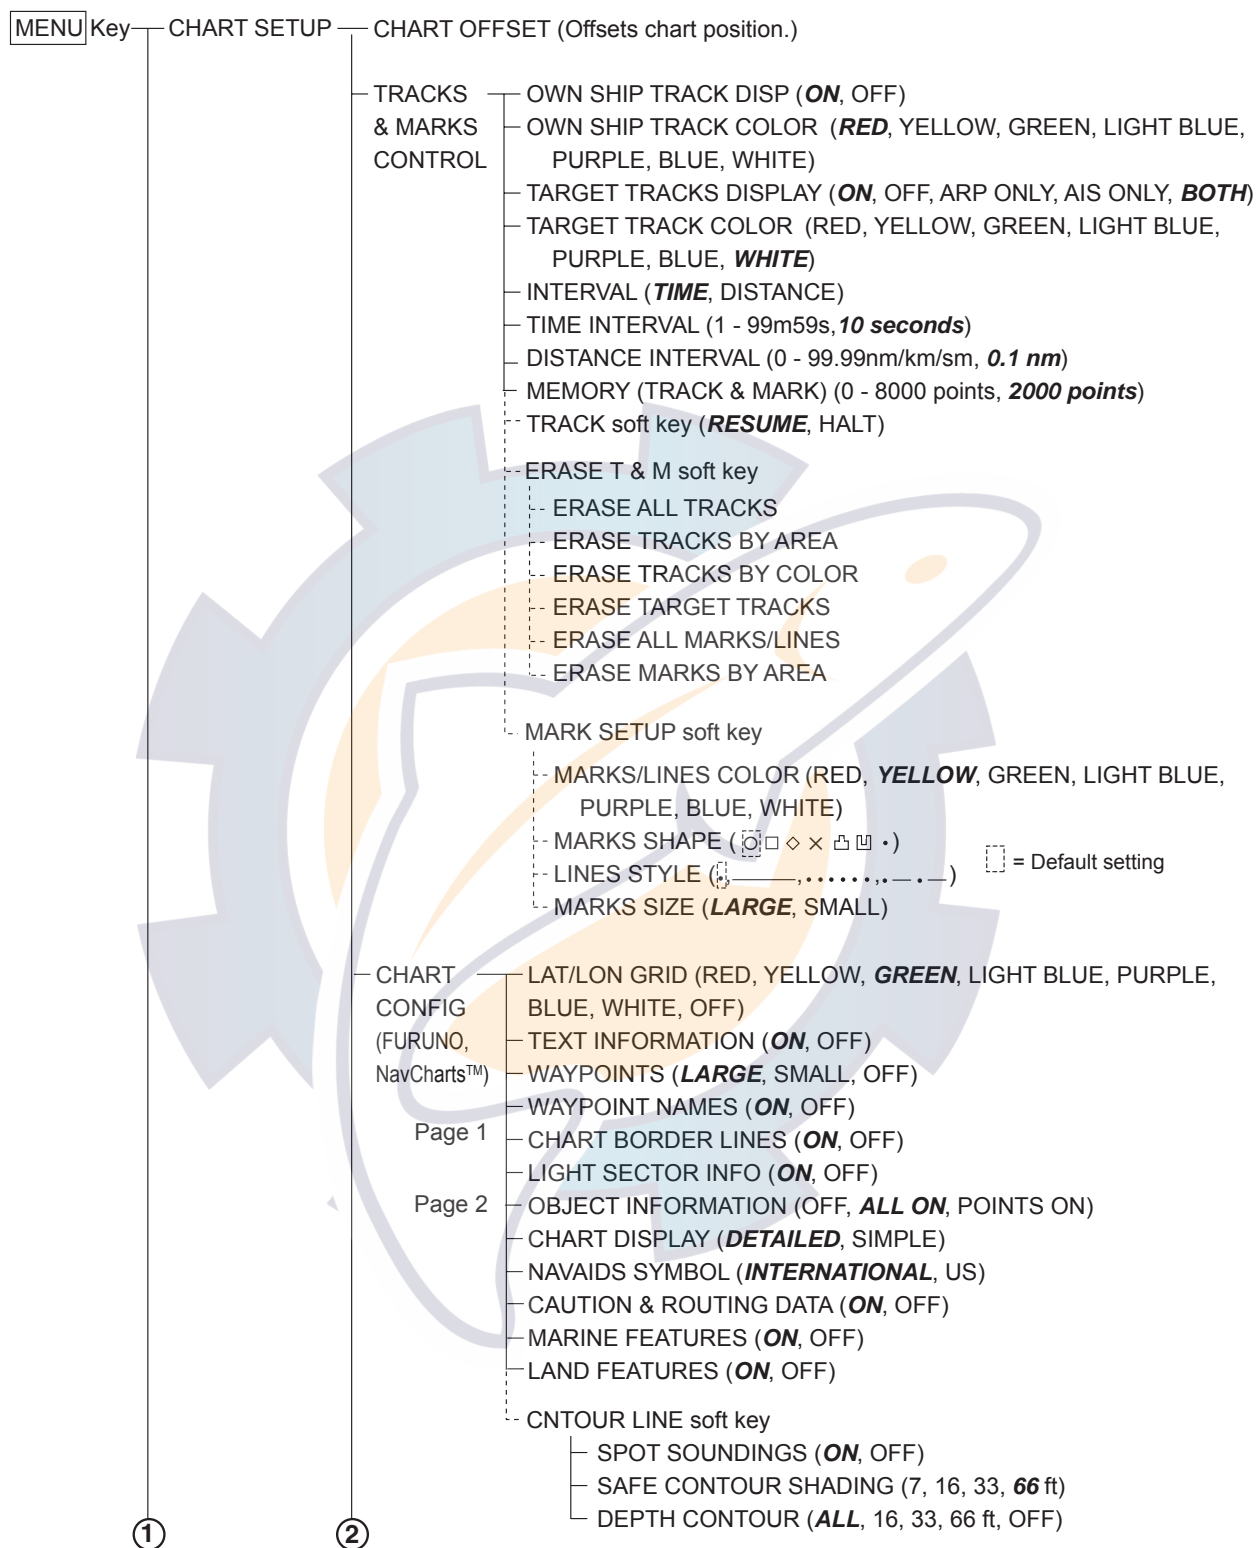 MENU Key CHART SETUP CHART OFFSET (Offsets chart position.)
TRACKS & MARKS CONTROL
OWN SHIP TRACK DISP (ON, OFF)
OWN SHIP TRACK COLOR (RED, YELLOW, GREEN, LIGHT BLUE,
PURPLE, BLUE, WHITE)
TARGET TRACKS DISPLAY (ON, OFF, ARP ONLY, AIS ONLY, BOTH)
TARGET TRACK COLOR (RED, YELLOW, GREEN, LIGHT BLUE,
PURPLE, BLUE, WHITE)
INTERVAL (TIME, DISTANCE)
TIME INTERVAL (1 - 99m59s, 10 seconds)
DISTANCE INTERVAL (0 - 99.99nm/km/sm, 0.1 nm)
MEMORY (TRACK & MARK) (0 - 8000 points, 2000 points)
TRACK soft key (RESUME, HALT)
ERASE T & M soft key
ERASE ALL TRACKS
ERASE TRACKS BY AREA
ERASE TRACKS BY COLOR
ERASE TARGET TRACKS
ERASE ALL MARKS/LINES
ERASE MARKS BY AREA
MARK SETUP soft key
MARKS/LINES COLOR (RED, YELLOW, GREEN, LIGHT BLUE,
PURPLE, BLUE, WHITE)
MARKS SHAPE ( )
= Default setting
LINES STYLE ( )
MARKS SIZE (LARGE, SMALL)
CHART
CONFIG
(FURUNO,
NavCharts™)
LAT/LON GRID (RED, YELLOW, GREEN, LIGHT BLUE, PURPLE,
BLUE, WHITE, OFF)
TEXT INFORMATION (ON, OFF)
WAYPOINTS (LARGE, SMALL, OFF)
WAYPOINT NAMES (ON, OFF)
Page 1
CHART BORDER LINES (ON, OFF)
LIGHT SECTOR INFO (ON, OFF)
Page 2
OBJECT INFORMATION (OFF, ALL ON, POINTS ON)
CHART DISPLAY (DETAILED, SIMPLE)
NAVAIDS SYMBOL (INTERNATIONAL, US)
CAUTION & ROUTING DATA (ON, OFF)
MARINE FEATURES (ON, OFF)
LAND FEATURES (ON, OFF)
CNTOUR LINE soft key
SPOT SOUNDINGS (ON, OFF)
SAFE CONTOUR SHADING (7, 16, 33, 66 ft)
DEPTH CONTOUR (ALL, 16, 33, 66 ft, OFF)
1 2